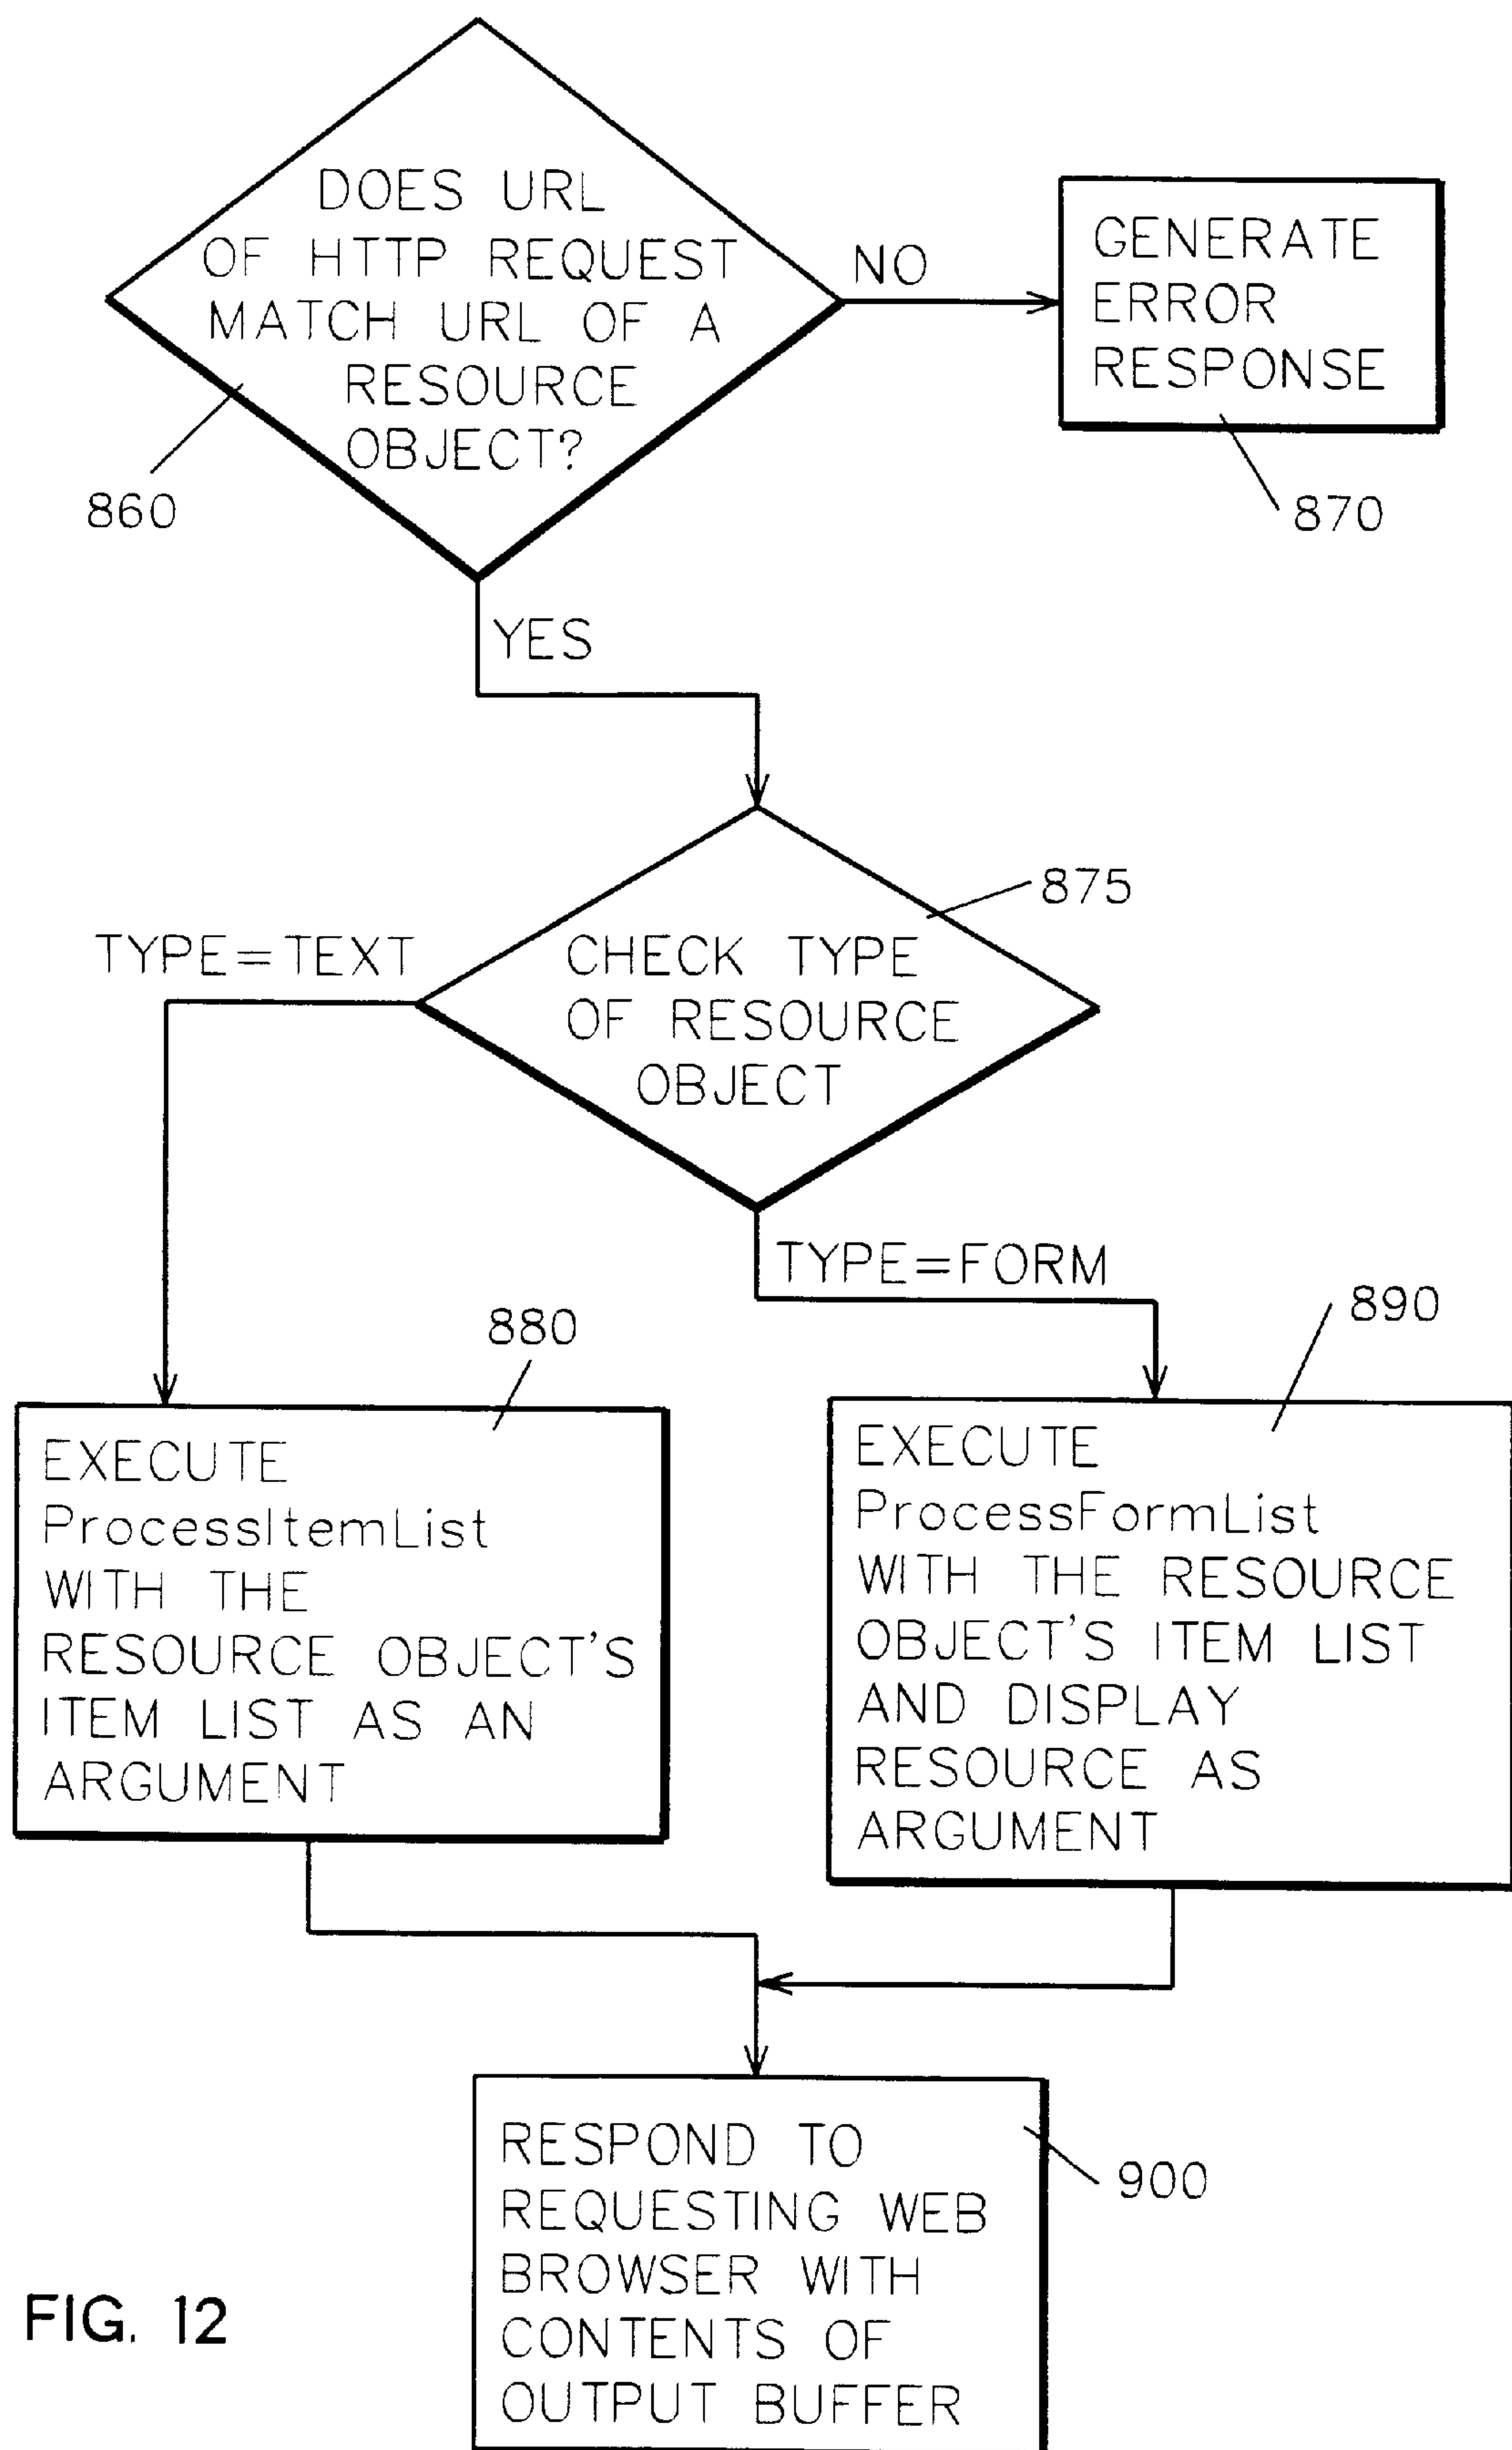 DOES URL
OF HTTP REQUEST
MATCH URL OF A
RESOURCE
OBJECT?
860
NO
GENERATE
ERROR
RESPONSE
870
YES
875
CHECK TYPE
OF RESOURCE
OBJECT
TYPE=TEXT
TYPE=FORM
880
EXECUTE
ProcessItemList
WITH THE
RESOURCE OBJECT'S
ITEM LIST AS AN
ARGUMENT
890
EXECUTE
ProcessFormList
WITH THE RESOURCE
OBJECT'S ITEM LIST
AND DISPLAY
RESOURCE AS
ARGUMENT
RESPOND TO
REQUESTING WEB
BROWSER WITH
CONTENTS OF
OUTPUT BUFFER
900
FIG. 12